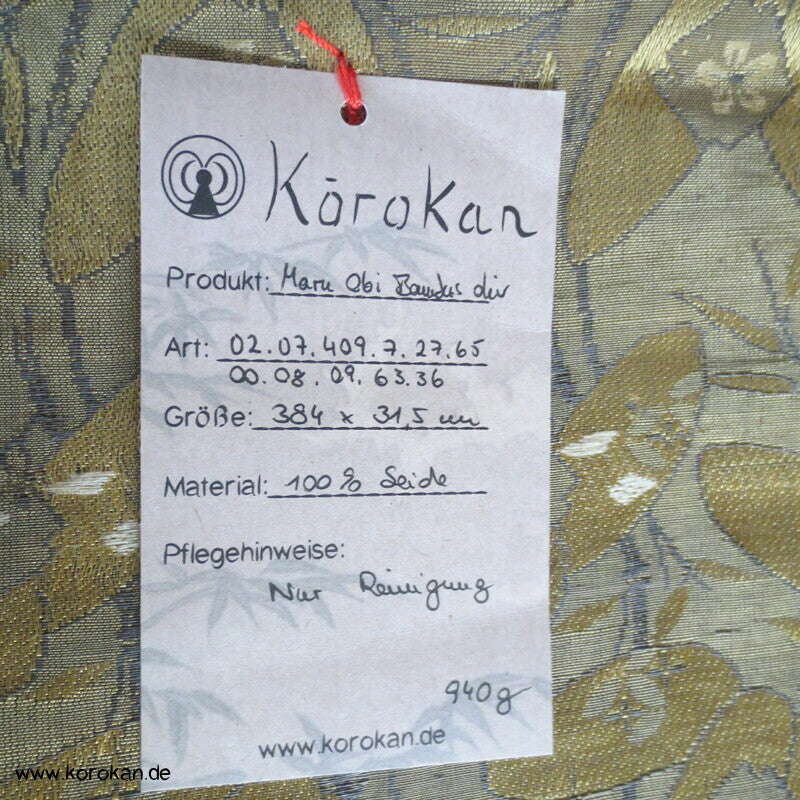 Kōrokan
Produkt: Maru Obi Bambus div
Art: 02.07.409.7.27.65
00.08.09.63.36
Größe: 384 x 31,5 cm
Material: 100% Seide
Pflegehinweise:
Nur Reinigung
940g
www.korokan.de
www.korokan.de